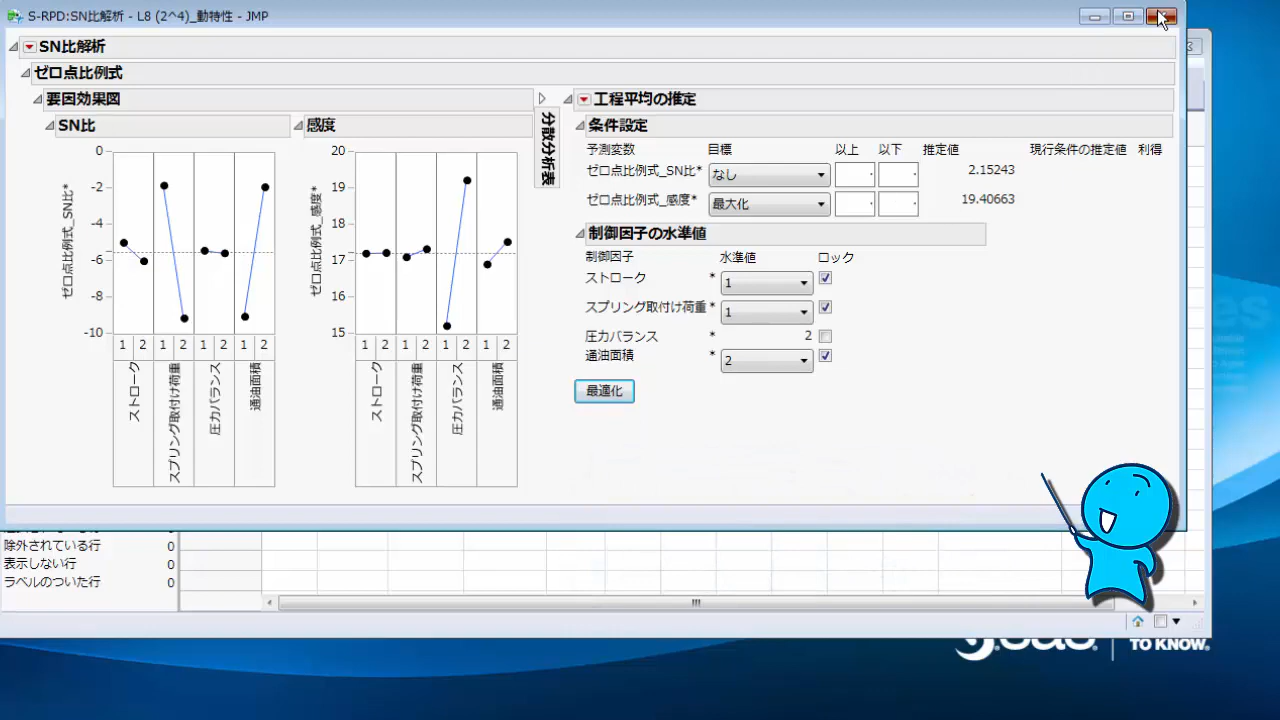 S-RPD:SN比解析 - L8 (2^4)_動特性 - JMP
SN比解析
ゼロ点比例式
要因効果図
SN比
0
-2
-4
-6
-8
-10
ゼロ点比例式_SN比*
1 2 1 2 1 2 1 2
ストローク
スプリング取付け荷重
圧力バランス
通油面積
感度
20
19
18
17
16
15
ゼロ点比例式_感度*
1 2 1 2 1 2 1 2
ストローク
スプリング取付け荷重
圧力バランス
通油面積
分散分析表
工程平均の推定
条件設定
予測変数 目標 以上 以下 推定値 現行条件の推定値 利得
ゼロ点比例式_SN比* なし . . 2.15243
ゼロ点比例式_感度* 最大化 . . 19.40663
制御因子の水準値
制御因子 水準値 ロック
ストローク * 1
スプリング取付け荷重 * 1
圧力バランス * 2
通油面積 * 2
最適化
除外されている行 0
表示しない行 0
ラベルのついた行 0
sas
TO KNOW.